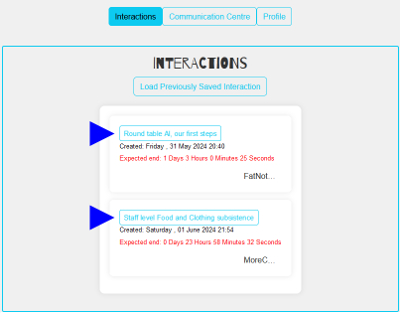 Interactions
Communication Centre
Profile
INTERACTIONS
Load Previously Saved Interaction
Round table AI, our first steps
Created: Friday , 31 May 2024 20:40
Expected end: 1 Days 3 Hours 0 Minutes 25 Seconds
FatNot...
Staff level Food and Clothing subsistence
Created: Saturday , 01 June 2024 21:54
Expected end: 0 Days 23 Hours 58 Minutes 32 Seconds
MoreC...